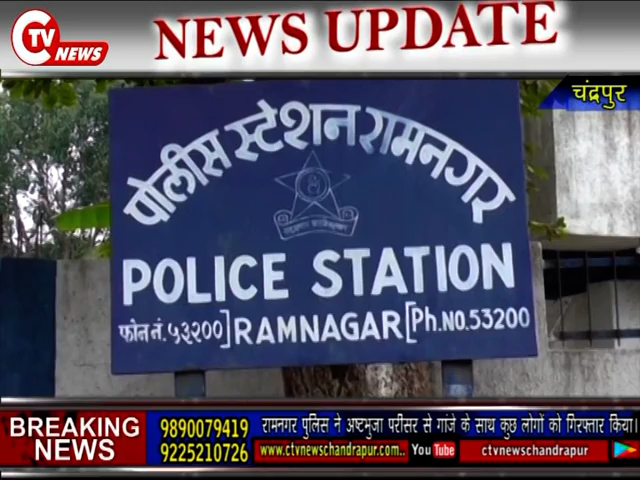 CTV NEWS
NEWS UPDATE
चंद्रपुर
पोलीस स्टेशन रामनगर
POLICE STATION
फोन नं. ५३२००] RAMNAGAR [Ph.NO.53200
BREAKING NEWS
9890079419
9225210726
रामनगर पुलिस ने अष्टभुजा परीसर से गांजे के साथ कुछ लोगों को गिरफ्तार किया।
www.ctvnewschandrapur.com.. YouTube ctvnewschandrapur